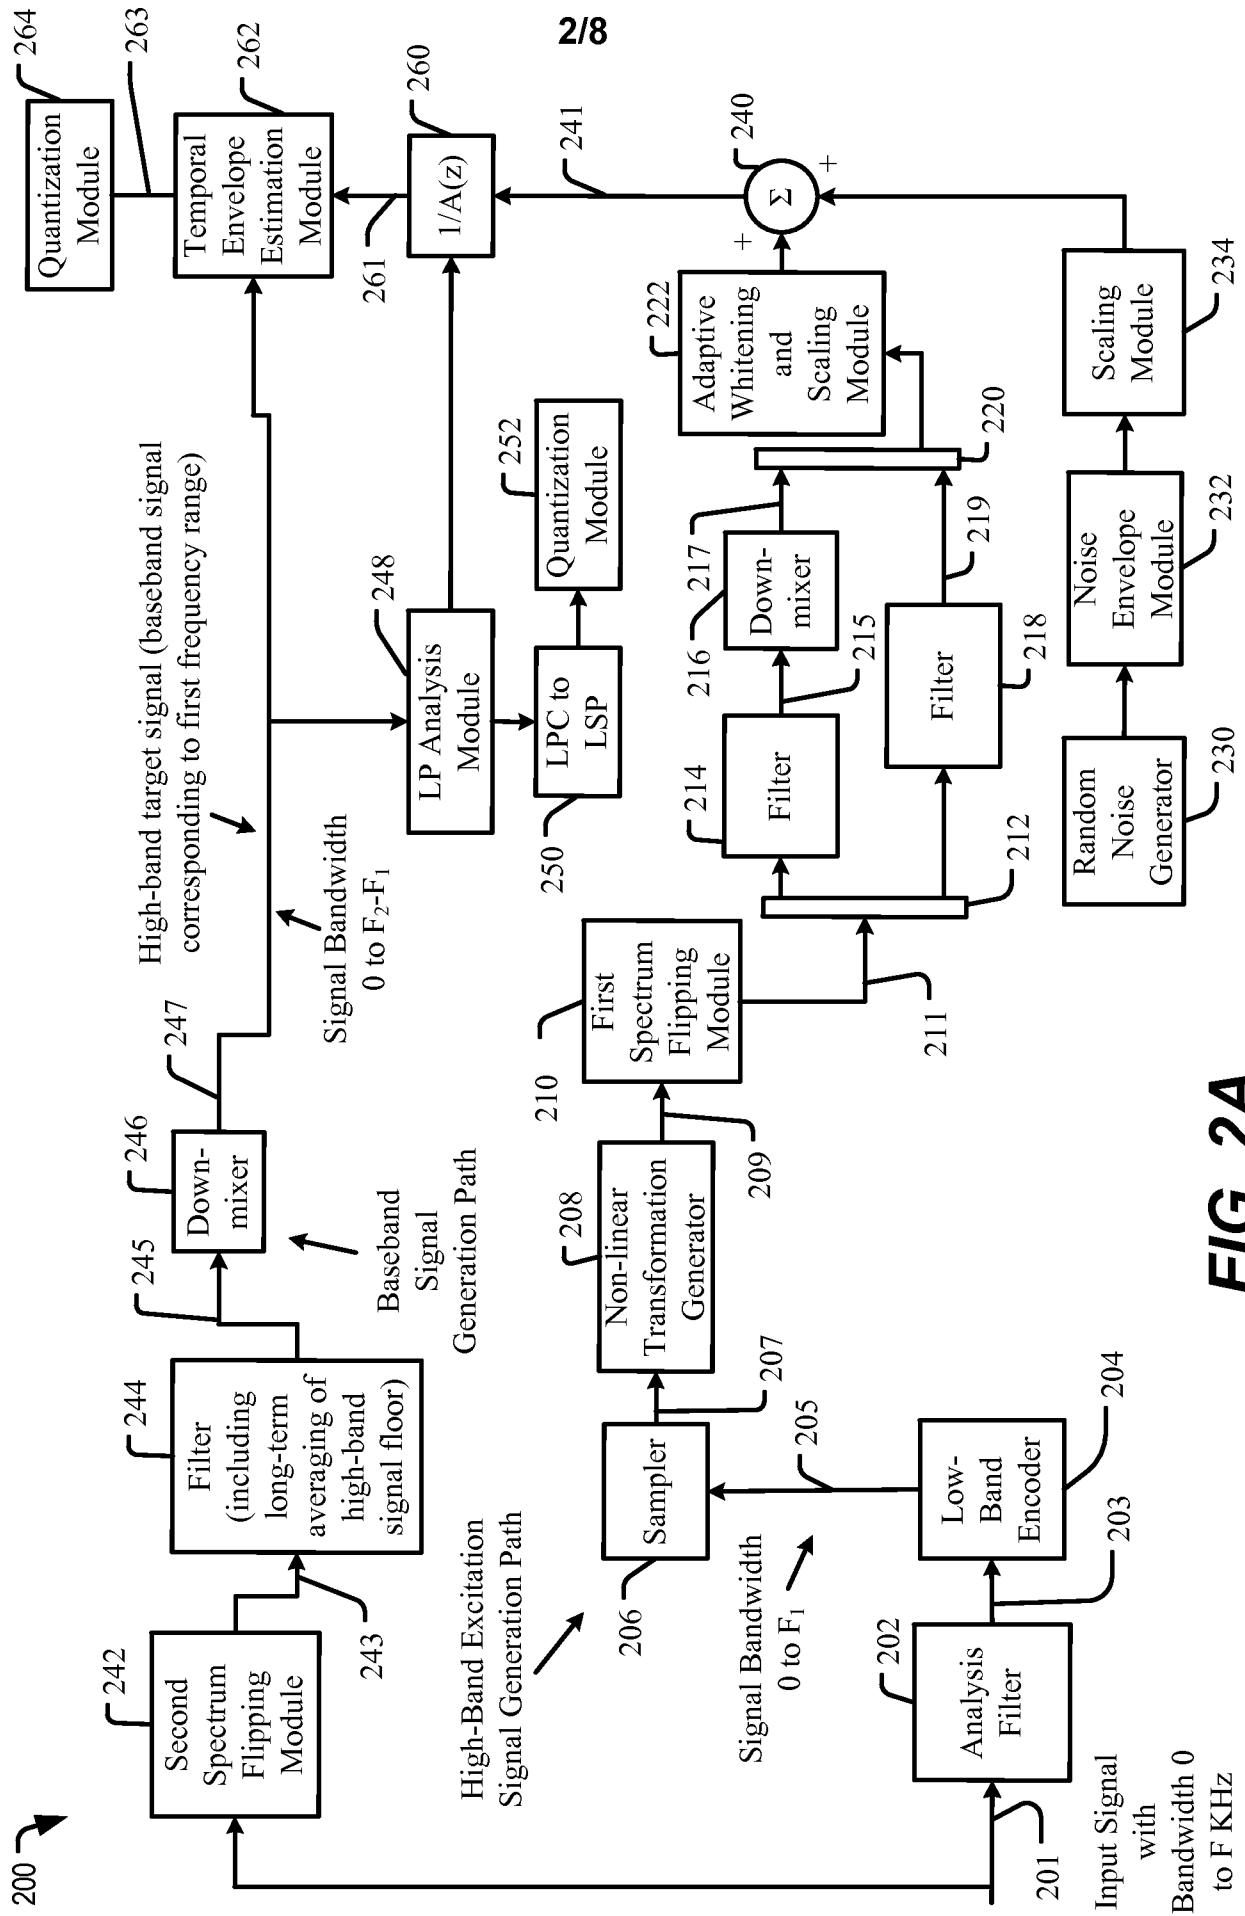 2/8
200
242
Second
Spectrum
Flipping
Module
243
244
Filter
(including
long-term
averaging of
high-band
signal floor)
245
246
Down-
mixer
247
Baseband
Signal
Generation Path
High-band target signal (baseband signal
corresponding to first frequency range)
Signal Bandwidth
0 to F₂-F₁
248
LP Analysis
Module
250
LPC to
LSP
252
Quantization
Module
260
1/A(z)
261
262
Temporal
Envelope
Estimation
Module
263
264
Quantization
Module
High-Band Excitation
Signal Generation Path
201
Input Signal
with
Bandwidth 0
to F KHz
202
Analysis
Filter
203
204
Low-
Band
Encoder
205
Signal Bandwidth
0 to F₁
206
Sampler
207
208
Non-linear
Transformation
Generator
209
210
First
Spectrum
Flipping
Module
211
212
214
Filter
215
216
Down-
mixer
217
218
Filter
219
220
222
Adaptive
Whitening
and
Scaling
Module
230
Random
Noise
Generator
232
Noise
Envelope
Module
234
Scaling
Module
240
Σ
+
+
241
FIG. 2A